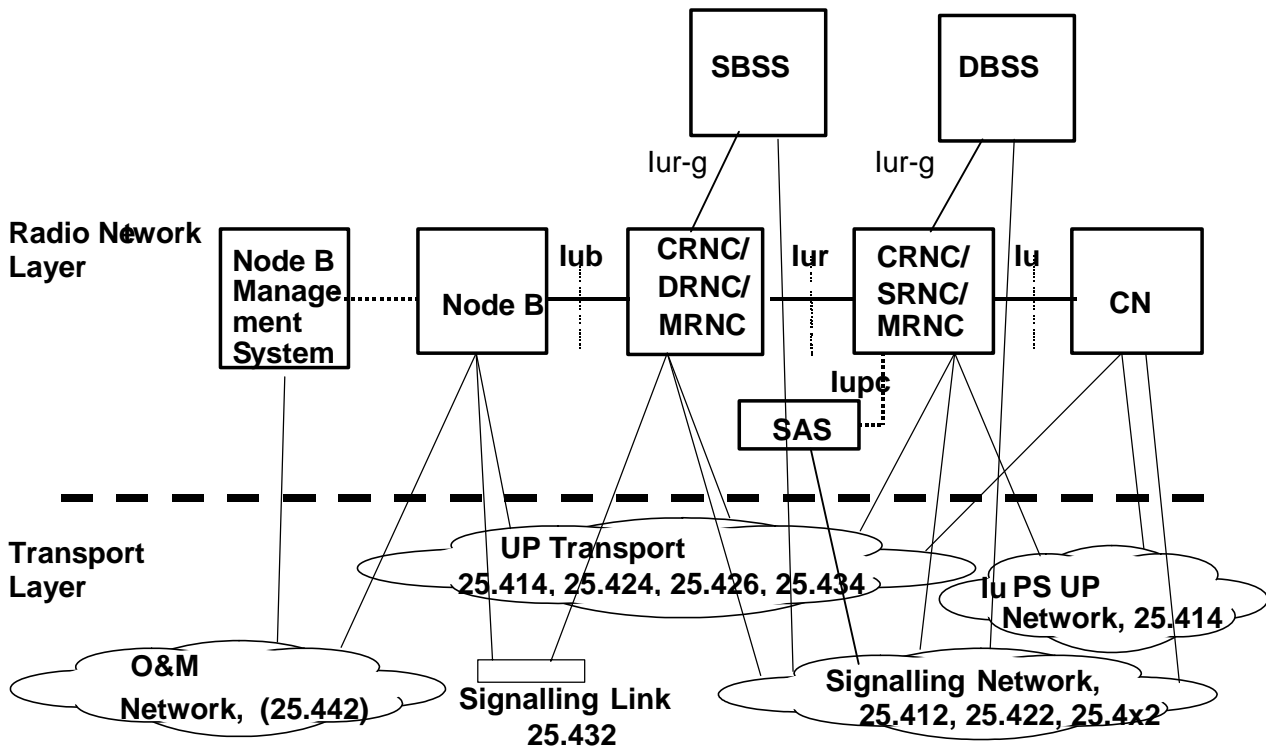 SBSS
DBSS
Iur-g
Iur-g
Radio Network
Layer
Node B
Manage
ment
System
Node B
Iub
CRNC/
DRNC/
MRNC
Iur
CRNC/
SRNC/
MRNC
Iu
CN
Iupc
SAS
Transport
Layer
UP Transport
25.414, 25.424, 25.426, 25.434
Iu PS UP
Network, 25.414
O&M
Network, (25.442)
Signalling Link
25.432
Signalling Network,
25.412, 25.422, 25.4x2